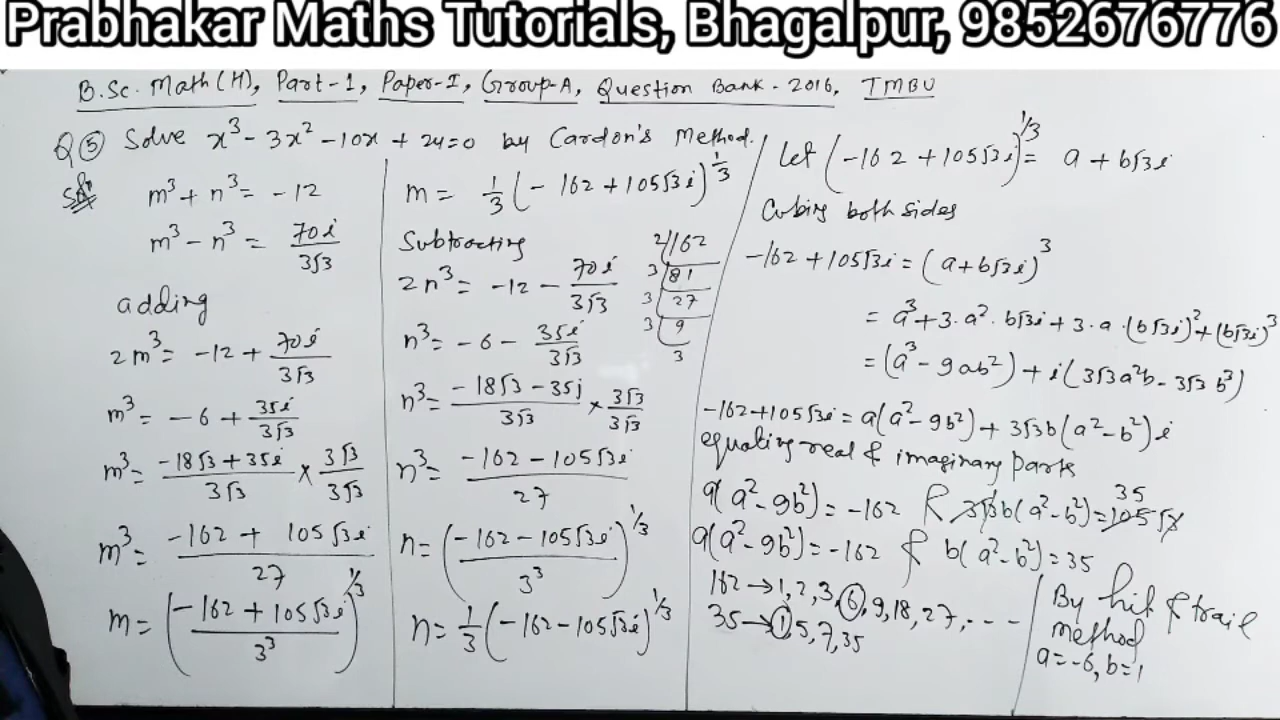 Prabhakar Maths Tutorials, Bhagalpur, 9852676776
B.Sc. Math(H), Part-1, Paper-I, Group-A, Question Bank - 2016, TMBU
Q⑤ Solve x³ - 3x² - 10x + 24=0 by Cardon's Method.
Solⁿ
m³ + n³ = -12
m³ - n³ = 70i/3√3
adding
2m³ = -12 + 70i/3√3
m³ = -6 + 35i/3√3
m³ = (-18√3 + 35i)/3√3 × 3√3/3√3
m³ = (-162 + 105√3i)/27
m = ((-162 + 105√3i)/3³)^1/3
m = 1/3 (-162 + 105√3i)^1/3
Subtracting
2n³ = -12 - 70i/3√3
n³ = -6 - 35i/3√3
n³ = (-18√3 - 35i)/3√3 × 3√3/3√3
n³ = (-162 - 105√3i)/27
n = ((-162 - 105√3i)/3³)^1/3
n = 1/3 (-162 - 105√3i)^1/3
2 162
3 81
3 27
3 9
3
Let (-162 + 105√3i)^1/3 = a + b√3i
Cubing both sides
-162 + 105√3i = (a+b√3i)³
= a³ + 3·a²·b√3i + 3·a·(b√3i)² + (b√3i)³
= (a³ - 9ab²) + i(3√3a²b - 3√3b³)
-162+105√3i = a(a² - 9b²) + 3√3b(a² - b²)i
equating real & imaginary parts
a(a² - 9b²) = -162 & 3√3b(a² - b²) = 105√3
35
a(a² - 9b²) = -162 & b(a² - b²) = 35
162 → 1, 2, 3, 6, 9, 18, 27, - - -
35 → 1, 5, 7, 35
By hit & trail
method
a = -6, b = 1